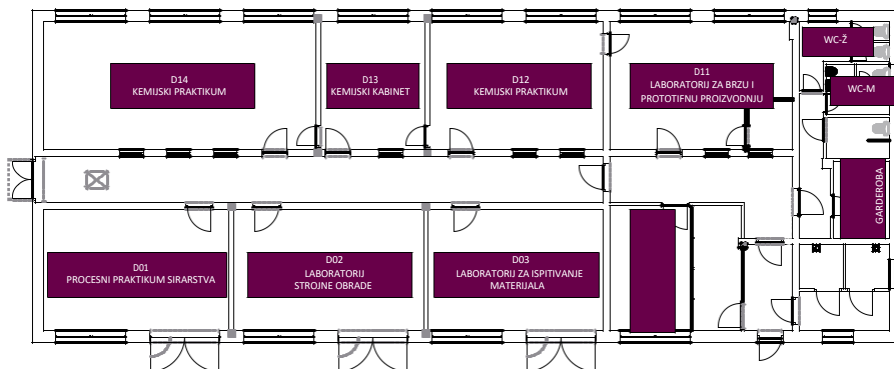 D14
KEMIJSKI PRAKTIKUM
D13
KEMIJSKI KABINET
D12
KEMIJSKI PRAKTIKUM
D11
LABORATORIJ ZA BRZU I
PROTOTIFNU PROIZVODNJU
WC-Ž
WC-M
GARDEROBA
D01
PROCESNI PRAKTIKUM SIRARSTVA
D02
LABORATORIJ
STROJNE OBRADE
D03
LABORATORIJ ZA ISPITIVANJE
MATERIJALA